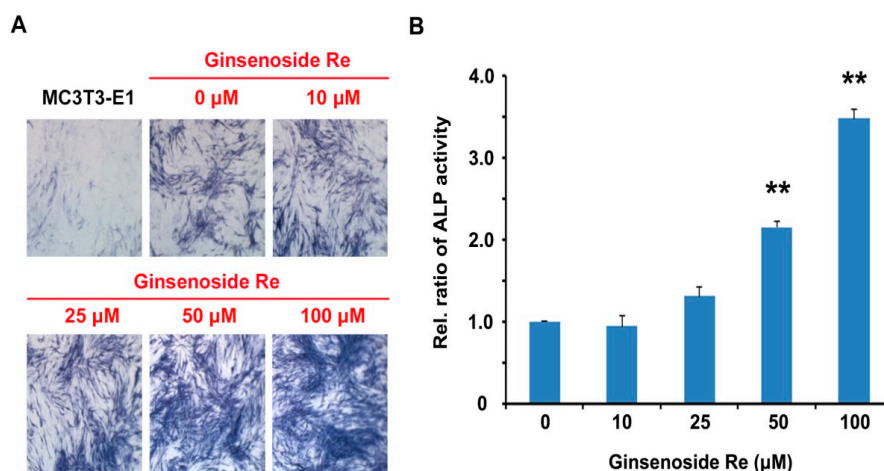 A
Ginsenoside Re
MC3T3-E1 0 μM 10 μM
Ginsenoside Re
25 μM 50 μM 100 μM
B
Rel. ratio of ALP activity
4.0
3.0
2.0
1.0
0
**
**
0 10 25 50 100
Ginsenoside Re (μM)